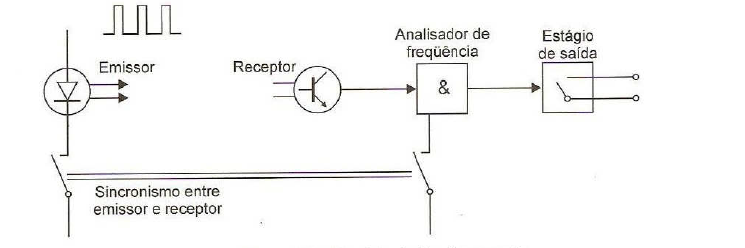 Emissor
Receptor
Analisador de
freqüência
&
Estágio
de saída
Sincronismo entre
emissor e receptor